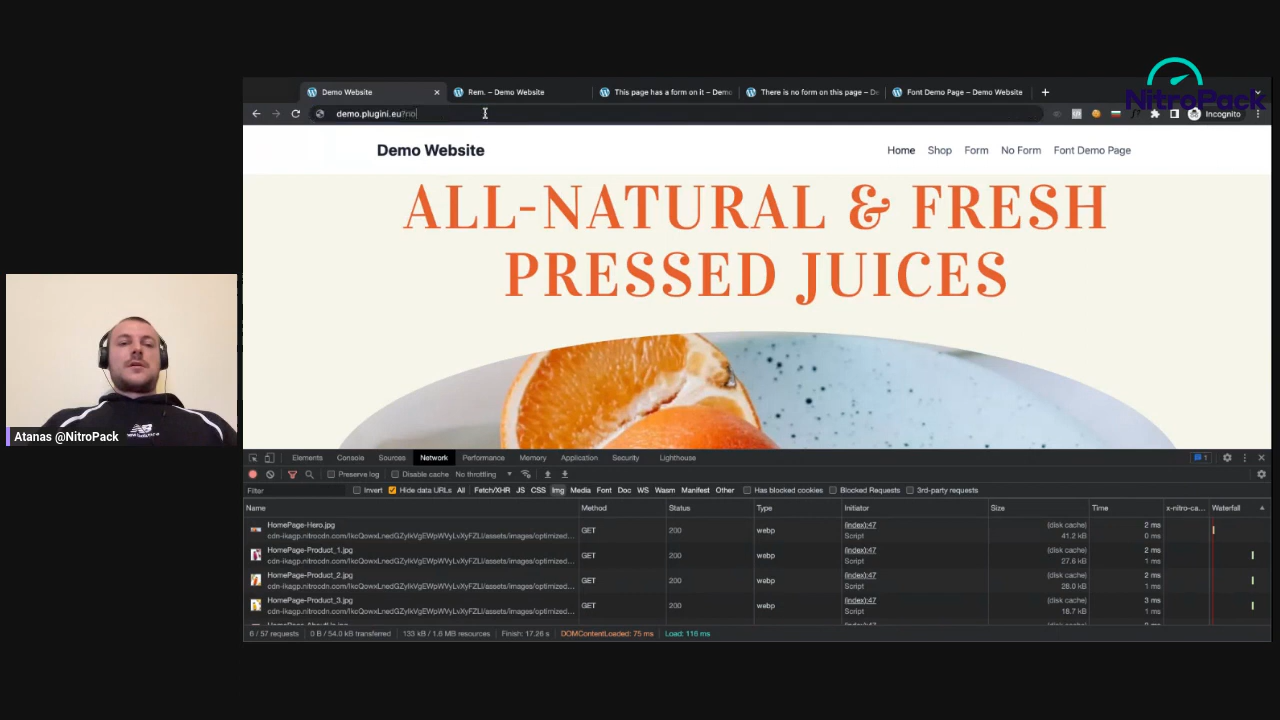 Demo Website
Rem. – Demo Website
This page has a form on it – Demo
There is no form on this page – De
Font Demo Page – Demo Website
NitroPack
demo.plugini.eu?no
Incognito
Demo Website
Home
Shop
Form
No Form
Font Demo Page
ALL-NATURAL & FRESH
PRESSED JUICES
Atanas @NitroPack
Elements Console Sources Network Performance Memory Application Security Lighthouse
1
Preserve log Disable cache No throttling
Filter Invert Hide data URLs All Fetch/XHR JS CSS Img Media Font Doc WS Wasm Manifest Other Has blocked cookies Blocked Requests 3rd-party requests
Name Method Status Type Initiator Size Time x-nitro-ca... Waterfall
HomePage-Hero.jpg
GET 200 webp (index):47 Script (disk cache) 41.2 kB 2 ms 0 ms
HomePage-Product_1.jpg
GET 200 webp (index):47 Script (disk cache) 27.6 kB 2 ms 1 ms
HomePage-Product_2.jpg
GET 200 webp (index):47 Script (disk cache) 28.0 kB 2 ms 1 ms
HomePage-Product_3.jpg
GET 200 webp (index):47 Script (disk cache) 18.7 kB 3 ms 1 ms
6 / 57 requests 0 B / 54.0 kB transferred 133 kB / 1.6 MB resources Finish: 17.26 s DOMContentLoaded: 75 ms Load: 116 ms